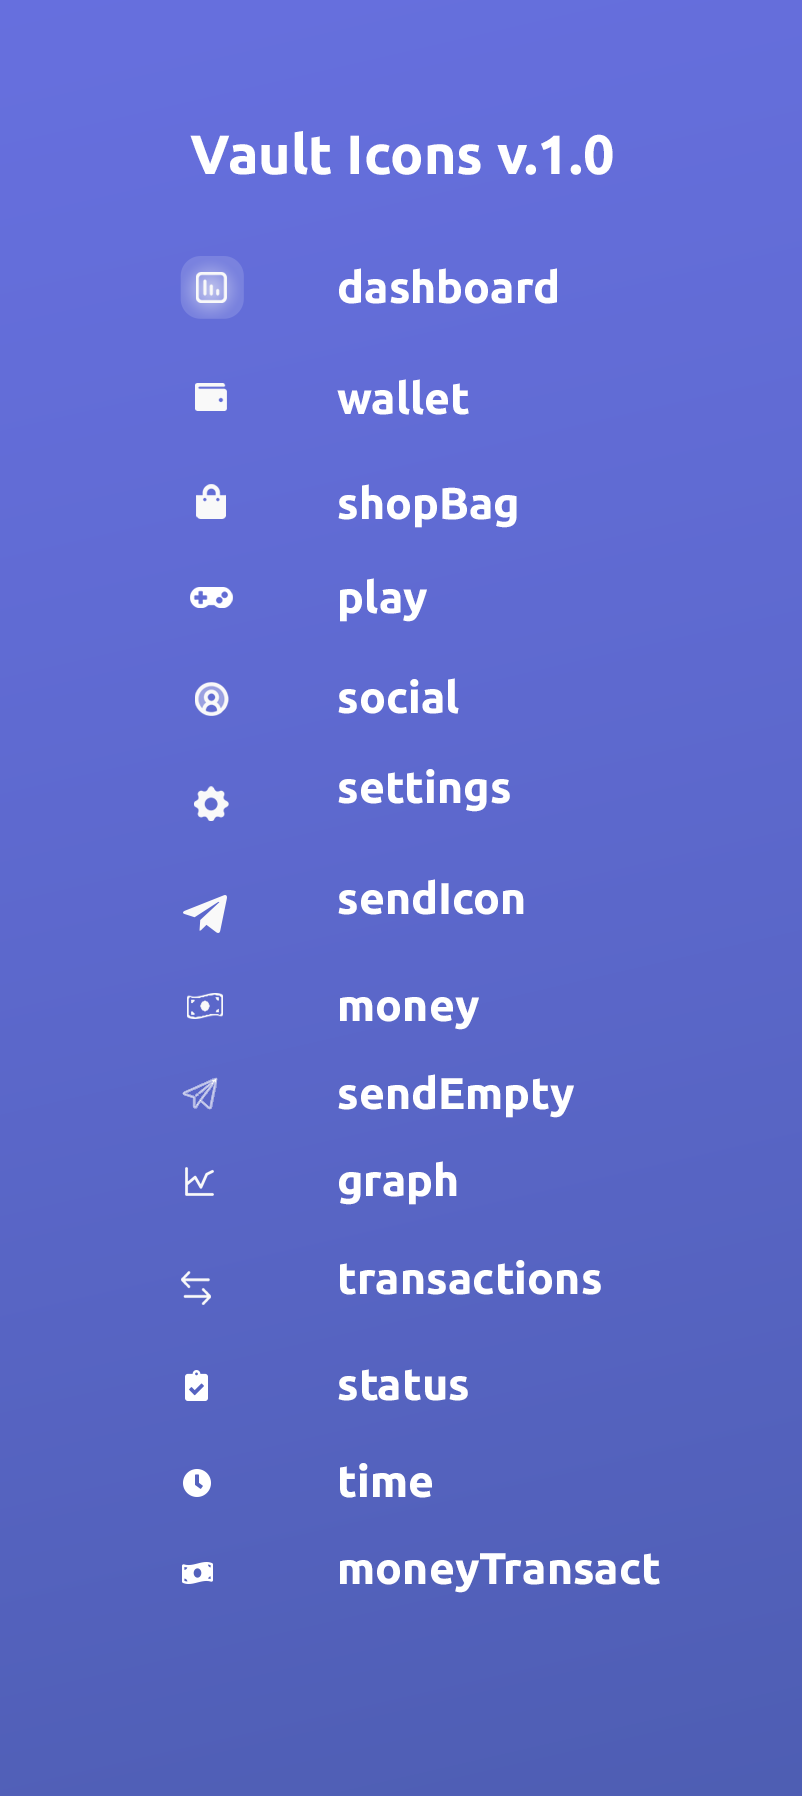 Vault Icons v.1.0
dashboard
wallet
shopBag
play
social
settings
sendIcon
money
sendEmpty
graph
transactions
status
time
moneyTransact